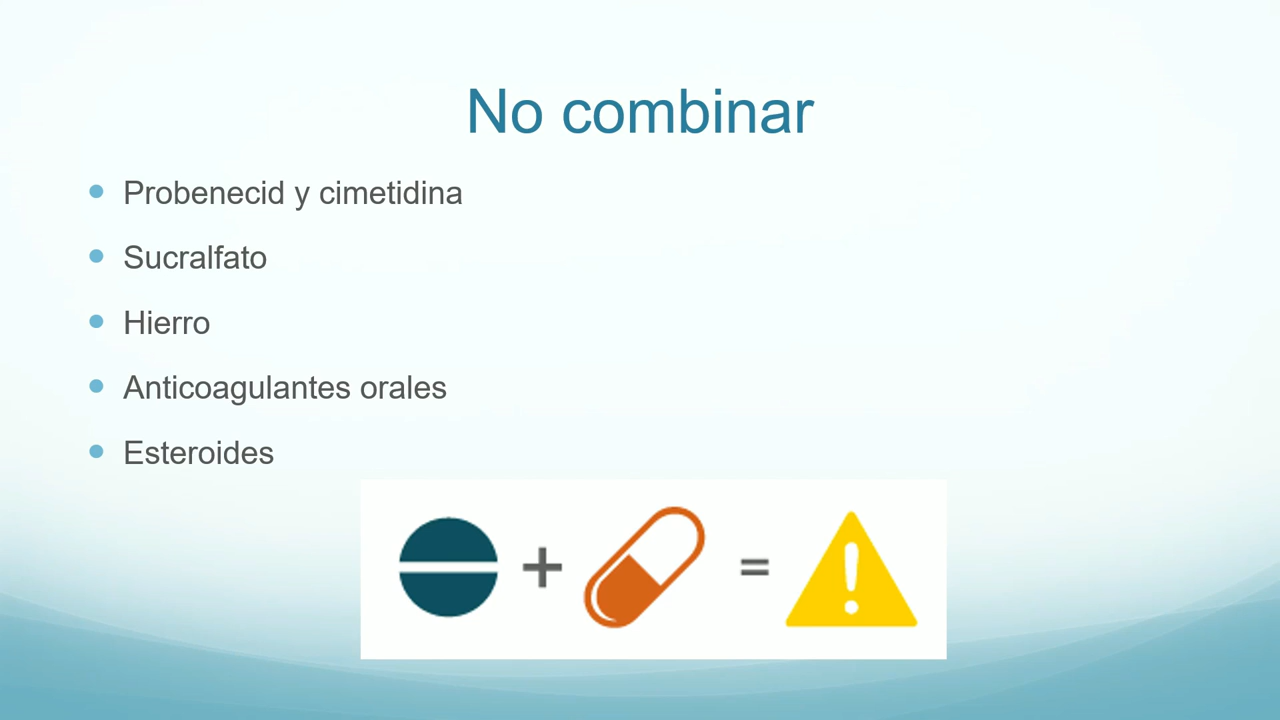 No combinar
Probenecid y cimetidina
Sucralfato
Hierro
Anticoagulantes orales
Esteroides